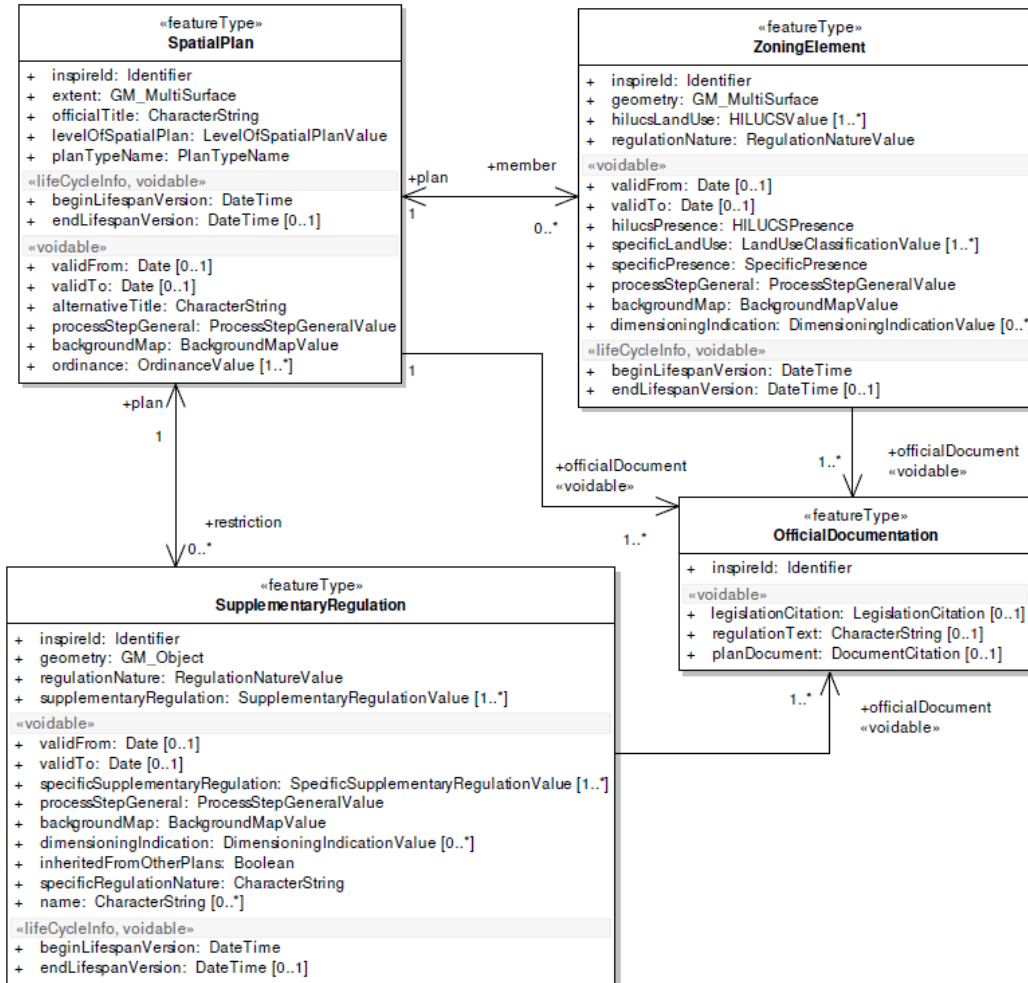 «featureType»
SpatialPlan
+ inspireId: Identifier
+ extent: GM_MultiSurface
+ officialTitle: CharacterString
+ levelOfSpatialPlan: LevelOfSpatialPlanValue
+ planTypeName: PlanTypeName
«lifeCycleInfo, voidable»
+ beginLifespanVersion: DateTime
+ endLifespanVersion: DateTime [0..1]
«voidable»
+ validFrom: Date [0..1]
+ validTo: Date [0..1]
+ alternativeTitle: CharacterString
+ processStepGeneral: ProcessStepGeneralValue
+ backgroundMap: BackgroundMapValue
+ ordinance: OrdinanceValue [1..*]
+plan
1
+member
0..*
«featureType»
ZoningElement
+ inspireId: Identifier
+ geometry: GM_MultiSurface
+ hilucsLandUse: HILUCSValue [1..*]
+ regulationNature: RegulationNatureValue
«voidable»
+ validFrom: Date [0..1]
+ validTo: Date [0..1]
+ hilucsPresence: HILUCSPresence
+ specificLandUse: LandUseClassificationValue [1..*]
+ specificPresence: SpecificPresence
+ processStepGeneral: ProcessStepGeneralValue
+ backgroundMap: BackgroundMapValue
+ dimensioningIndication: DimensioningIndicationValue [0..*
«lifeCycleInfo, voidable»
+ beginLifespanVersion: DateTime
+ endLifespanVersion: DateTime [0..1]
1
+plan
1
+restriction
0..*
+officialDocument
«voidable»
1..*
1..*
+officialDocument
«voidable»
«featureType»
OfficialDocumentation
+ inspireId: Identifier
«voidable»
+ legislationCitation: LegislationCitation [0..1]
+ regulationText: CharacterString [0..1]
+ planDocument: DocumentCitation [0..1]
1..*
+officialDocument
«voidable»
«featureType»
SupplementaryRegulation
+ inspireId: Identifier
+ geometry: GM_Object
+ regulationNature: RegulationNatureValue
+ supplementaryRegulation: SupplementaryRegulationValue [1..*]
«voidable»
+ validFrom: Date [0..1]
+ validTo: Date [0..1]
+ specificSupplementaryRegulation: SpecificSupplementaryRegulationValue [1..*]
+ processStepGeneral: ProcessStepGeneralValue
+ backgroundMap: BackgroundMapValue
+ dimensioningIndication: DimensioningIndicationValue [0..*]
+ inheritedFromOtherPlans: Boolean
+ specificRegulationNature: CharacterString
+ name: CharacterString [0..*]
«lifeCycleInfo, voidable»
+ beginLifespanVersion: DateTime
+ endLifespanVersion: DateTime [0..1]